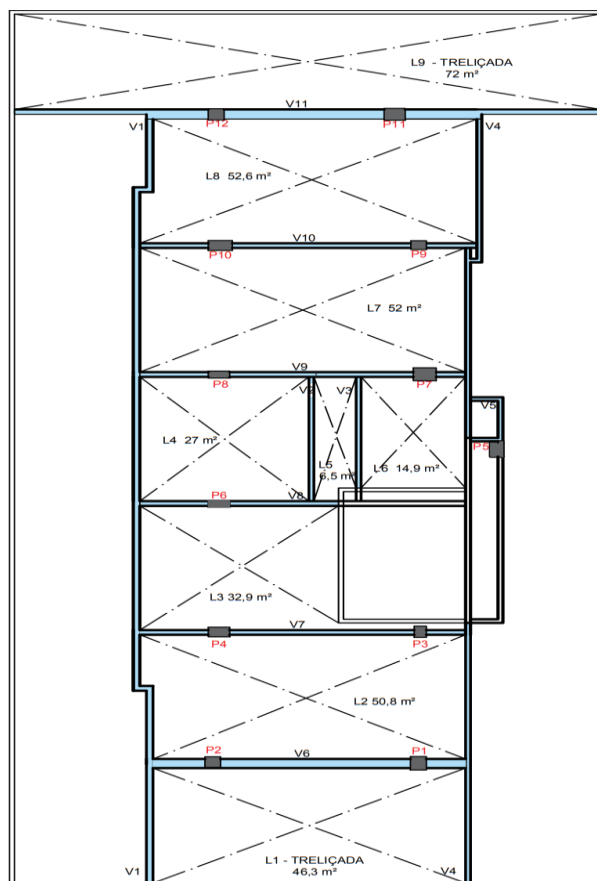 L9 - TRELIÇADA
72 m²
V11
P12
P11
V1
V4
L8 52,6 m²
V10
P10
P9
L7 52 m²
V9
P8
P7
V2
V3
V5
L4 27 m²
P5
L5
6,5 m²
L6 14,9 m²
V8
P6
L3 32,9 m²
V7
P4
P3
L2 50,8 m²
V6
P2
P1
L1 - TRELIÇADA
46,3 m²
V1
V4